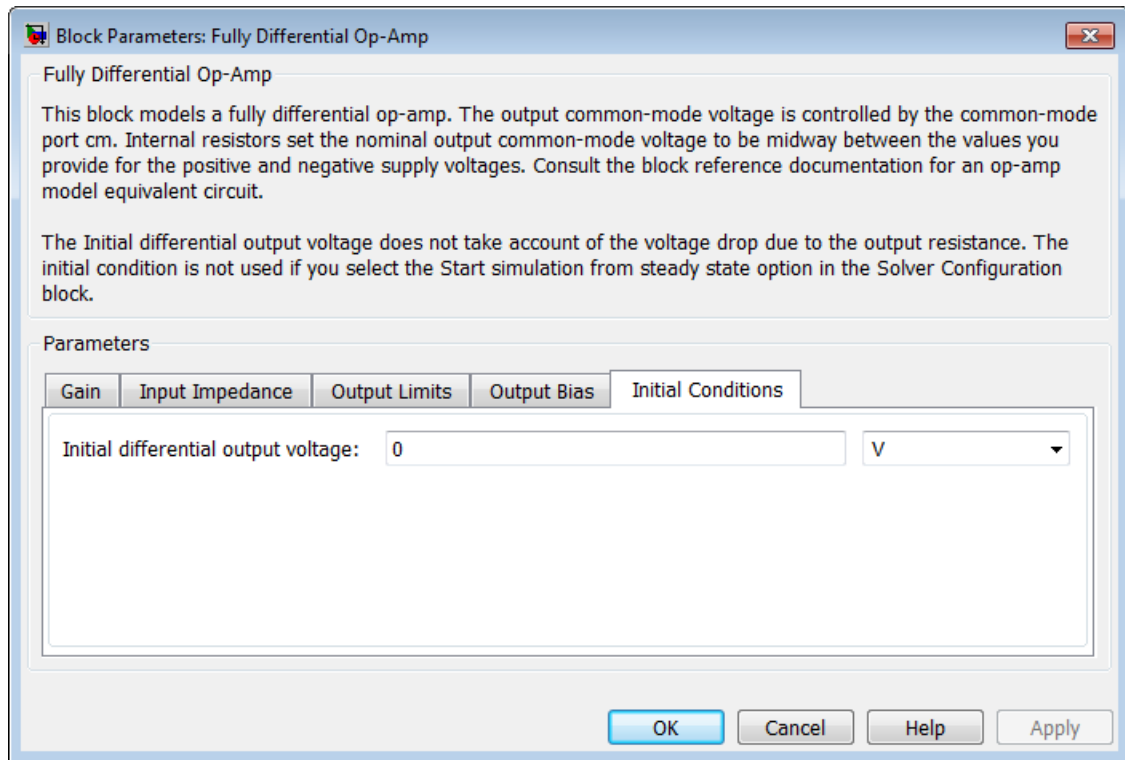 Block Parameters: Fully Differential Op-Amp
Fully Differential Op-Amp
This block models a fully differential op-amp. The output common-mode voltage is controlled by the common-mode
port cm. Internal resistors set the nominal output common-mode voltage to be midway between the values you
provide for the positive and negative supply voltages. Consult the block reference documentation for an op-amp
model equivalent circuit.
The Initial differential output voltage does not take account of the voltage drop due to the output resistance. The
initial condition is not used if you select the Start simulation from steady state option in the Solver Configuration
block.
Parameters
Gain Input Impedance Output Limits Output Bias Initial Conditions
Initial differential output voltage: 0 V
OK Cancel Help Apply